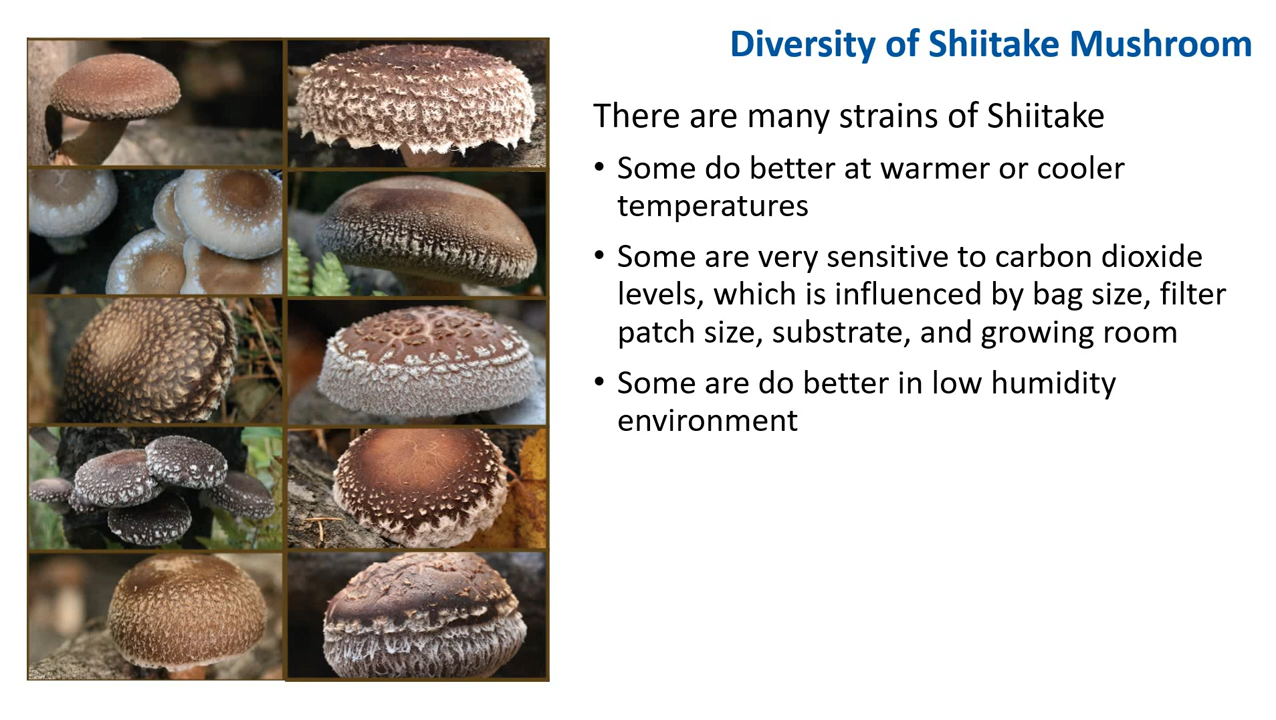 Diversity of Shiitake Mushroom
There are many strains of Shiitake
• Some do better at warmer or cooler
temperatures
• Some are very sensitive to carbon dioxide
levels, which is influenced by bag size, filter
patch size, substrate, and growing room
• Some are do better in low humidity
environment